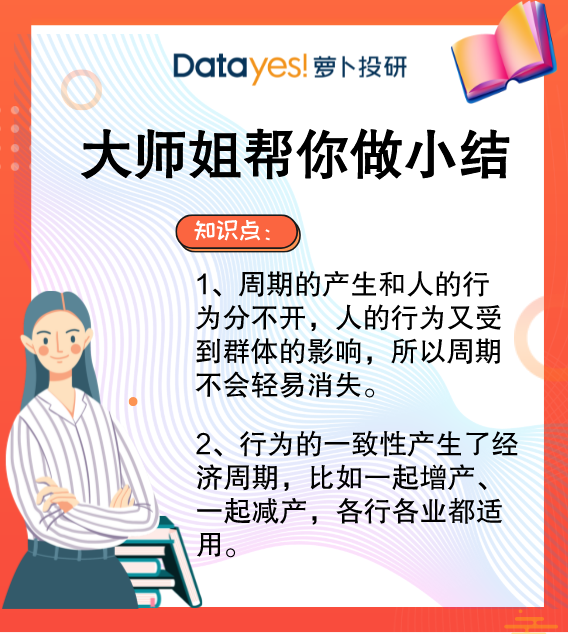 Datayes! 萝卜投研
大师姐帮你做小结
知识点：
1、周期的产生和人的行
为分不开，人的行为又受
到群体的影响，所以周期
不会轻易消失。
2、行为的一致性产生了经
济周期，比如一起增产、
一起减产，各行各业都适
用。